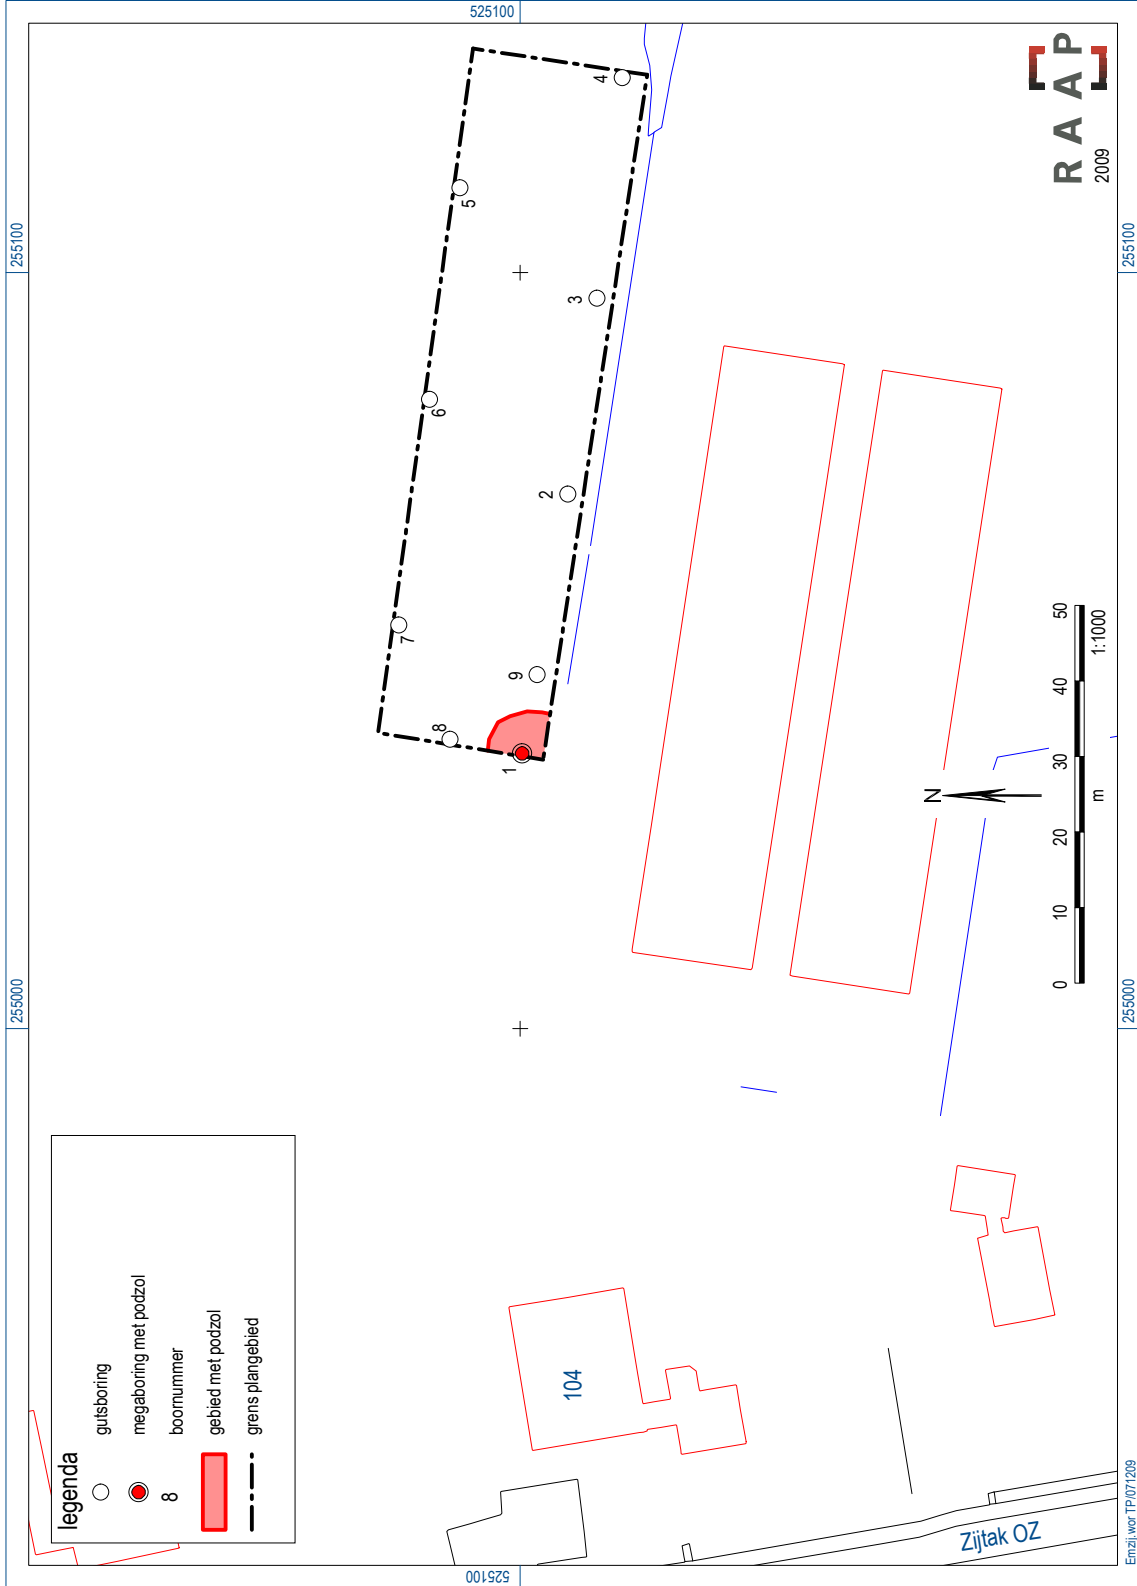 255000
255100
525100
525100
legenda
gutsboring
megaboring met podzol
8
boornummer
gebied met podzol
grens plangebied
1
2
3
4
5
6
7
8
9
104
Zijtak OZ
N
0
10
20
30
40
50
m
1:1000
RAAP
2009
255000
255100
Emzij.wor TP/071209